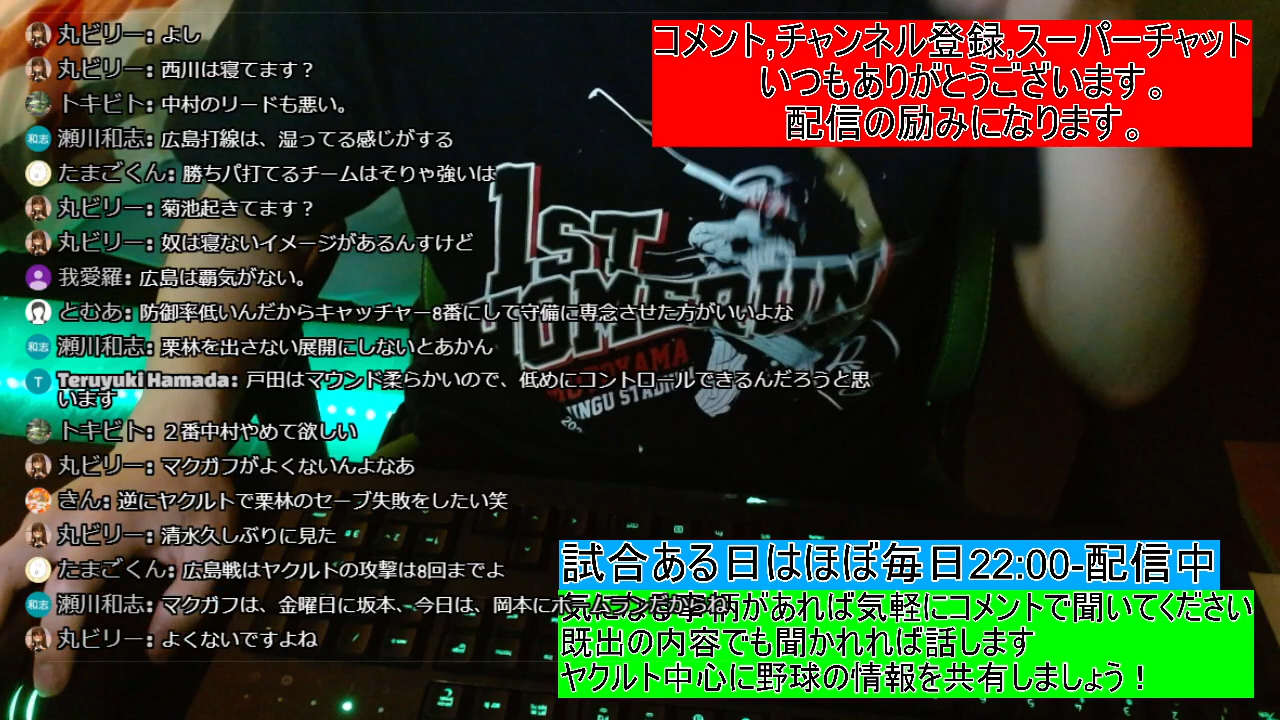 丸ビリー: よし
丸ビリー: 西川は寝てます？
トキビト: 中村のリードも悪い。
和志 瀬川和志: 広島打線は、湿ってる感じがする
たまごくん: 勝ちパ打てるチームはそりゃ強いは
丸ビリー: 菊池起きてます？
丸ビリー: 奴は寝ないイメージがあるんすけど
我愛羅: 広島は覇気がない。
とむあ: 防御率低いんだからキャッチャー8番にして守備に専念させた方がいいよな
和志 瀬川和志: 栗林を出さない展開にしないとあかん
T Teruyuki Hamada: 戸田はマウンド柔らかいので、低めにコントロールできるんだろうと思
います
トキビト: ２番中村やめて欲しい
丸ビリー: マクガフがよくないんよなあ
きん: 逆にヤクルトで栗林のセーブ失敗をしたい笑
丸ビリー: 清水久しぶりに見た
たまごくん: 広島戦はヤクルトの攻撃は8回までよ
和志 瀬川和志: マクガフは、金曜日に坂本、今日は、岡本にホームランだからね
丸ビリー: よくないですよね
コメント,チャンネル登録,スーパーチャット
いつもありがとうございます。
配信の励みになります。
1ST
HOMERUN
MOTOYAMA
JINGU STADIUM
試合ある日はほぼ毎日22:00-配信中
気になる事柄があれば気軽にコメントで聞いてください
既出の内容でも聞かれれば話します
ヤクルト中心に野球の情報を共有しましょう！